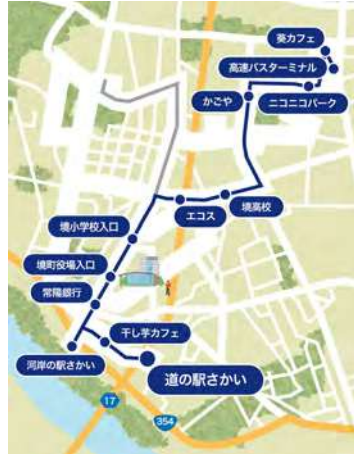 葵カフェ
高速バスターミナル
かごや
ニコニコパーク
エコス
境高校
境小学校入口
境町役場入口
常陽銀行
干し芋カフェ
河岸の駅さかい
道の駅さかい
17
354